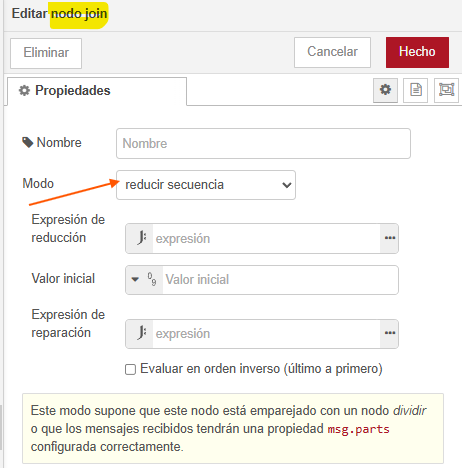 Editar nodo join
Eliminar
Cancelar
Hecho
Propiedades
Nombre
Nombre
Modo
reducir secuencia
Expresión de
reducción
expresión
Valor inicial
Valor inicial
Expresión de
reparación
expresión
Evaluar en orden inverso (último a primero)
Este modo supone que este nodo está emparejado con un nodo dividir
o que los mensajes recibidos tendrán una propiedad msg.parts
configurada correctamente.